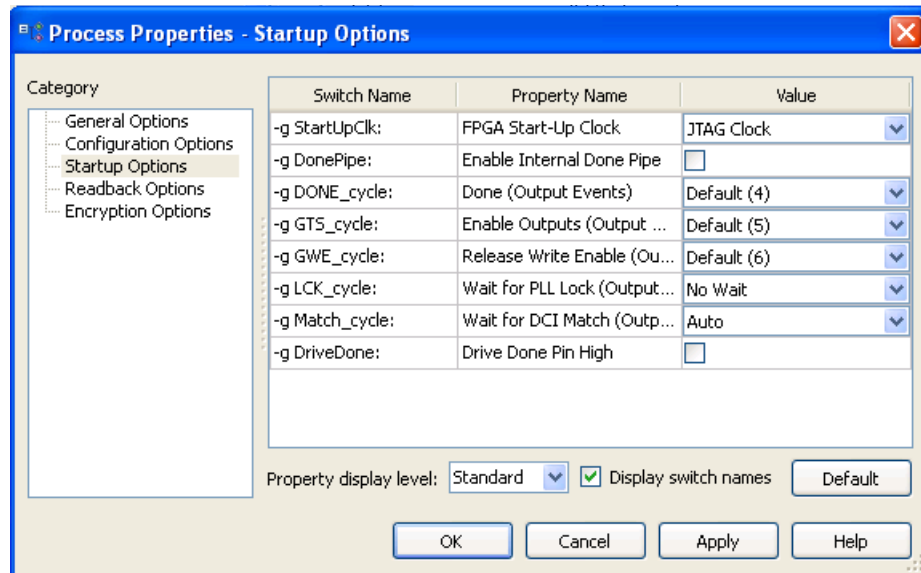 Process Properties - Startup Options
Category
General Options
Configuration Options
Startup Options
Readback Options
Encryption Options
Switch Name Property Name Value
-g StartUpClk: FPGA Start-Up Clock JTAG Clock
-g DonePipe: Enable Internal Done Pipe
-g DONE_cycle: Done (Output Events) Default (4)
-g GTS_cycle: Enable Outputs (Output ... Default (5)
-g GWE_cycle: Release Write Enable (Ou... Default (6)
-g LCK_cycle: Wait for PLL Lock (Output... No Wait
-g Match_cycle: Wait for DCI Match (Outp... Auto
-g DriveDone: Drive Done Pin High
Property display level: Standard Display switch names Default
OK Cancel Apply Help